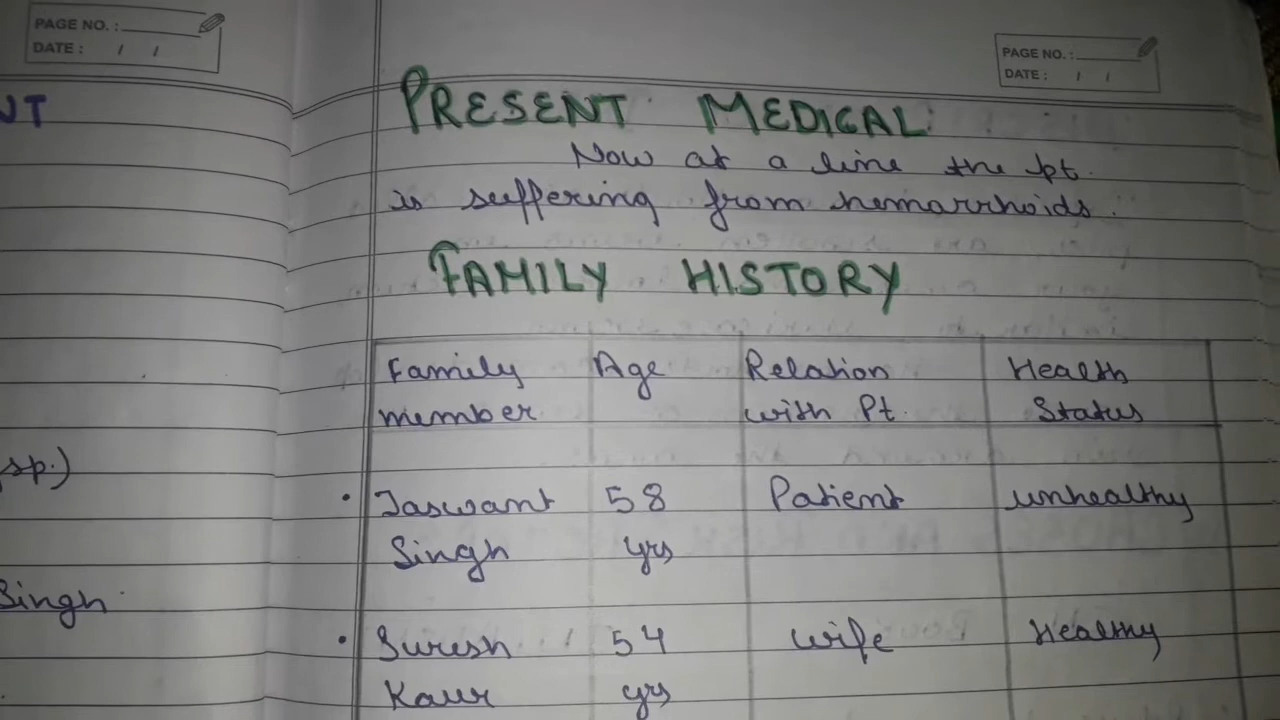 PAGE NO. :
DATE : / /
NT
sp.)
Singh
PAGE NO. :
DATE : / /
PRESENT MEDICAL
Now at a time the pt.
is suffering from hemarrhoids.
FAMILY HISTORY
Family member Age Relation with Pt. Health Status
• Jaswant Singh 58 yrs Patient unhealthy
• Suresh Kaur 54 yrs wife Healthy